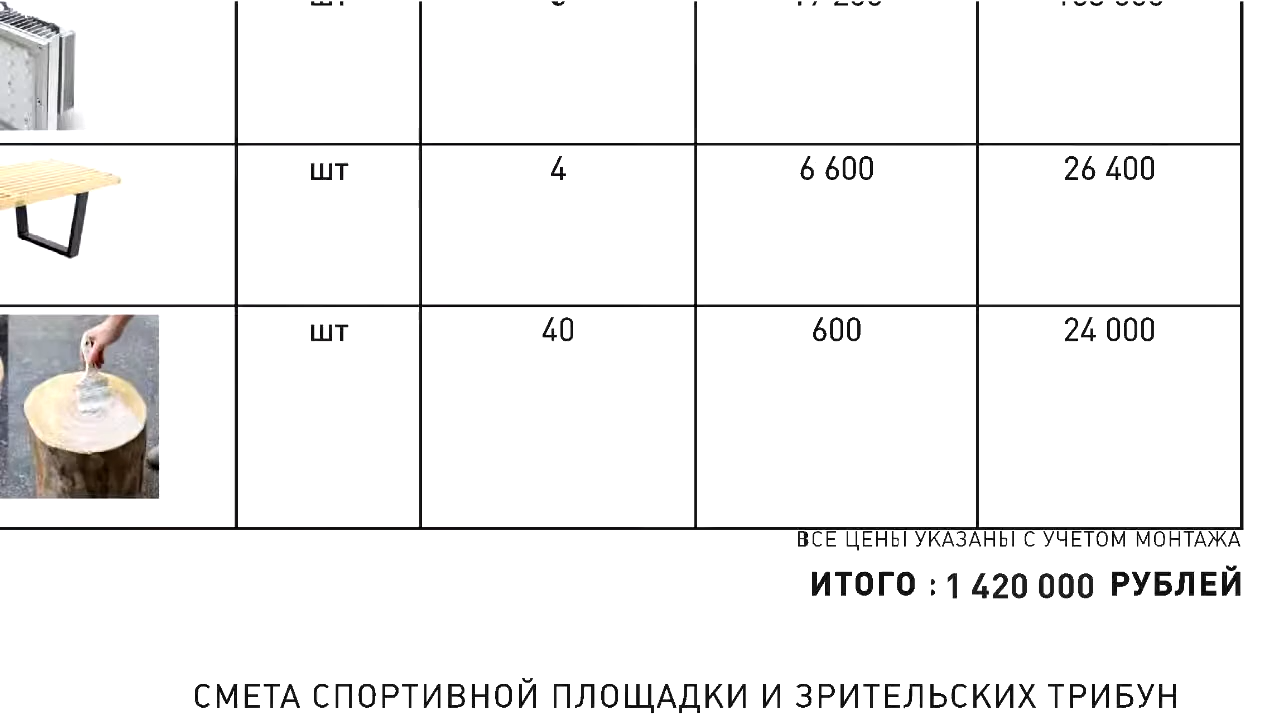 шт 4 6 600 26 400
шт 40 600 24 000
ВСЕ ЦЕНЫ УКАЗАНЫ С УЧЕТОМ МОНТАЖА
ИТОГО : 1 420 000 РУБЛЕЙ
СМЕТА СПОРТИВНОЙ ПЛОЩАДКИ И ЗРИТЕЛЬСКИХ ТРИБУН